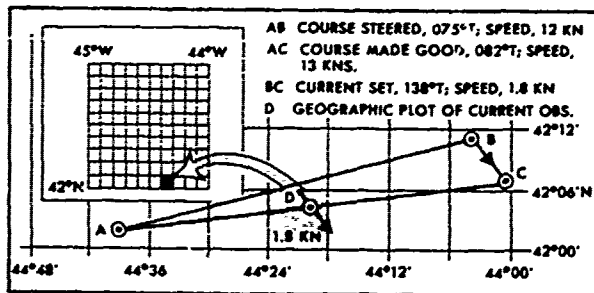 AB COURSE STEERED, 075°T; SPEED, 12 KN
AC COURSE MADE GOOD, 082°T; SPEED,
13 KNS.
BC CURRENT SET, 138°T; SPEED, 1.8 KN
D GEOGRAPHIC PLOT OF CURRENT OBS.
45°W 44°W
42°N
42°12'
B
C
D
42°06'N
A
1.8 KN
42°00'
44°48' 44°36' 44°24' 44°12' 44°00'